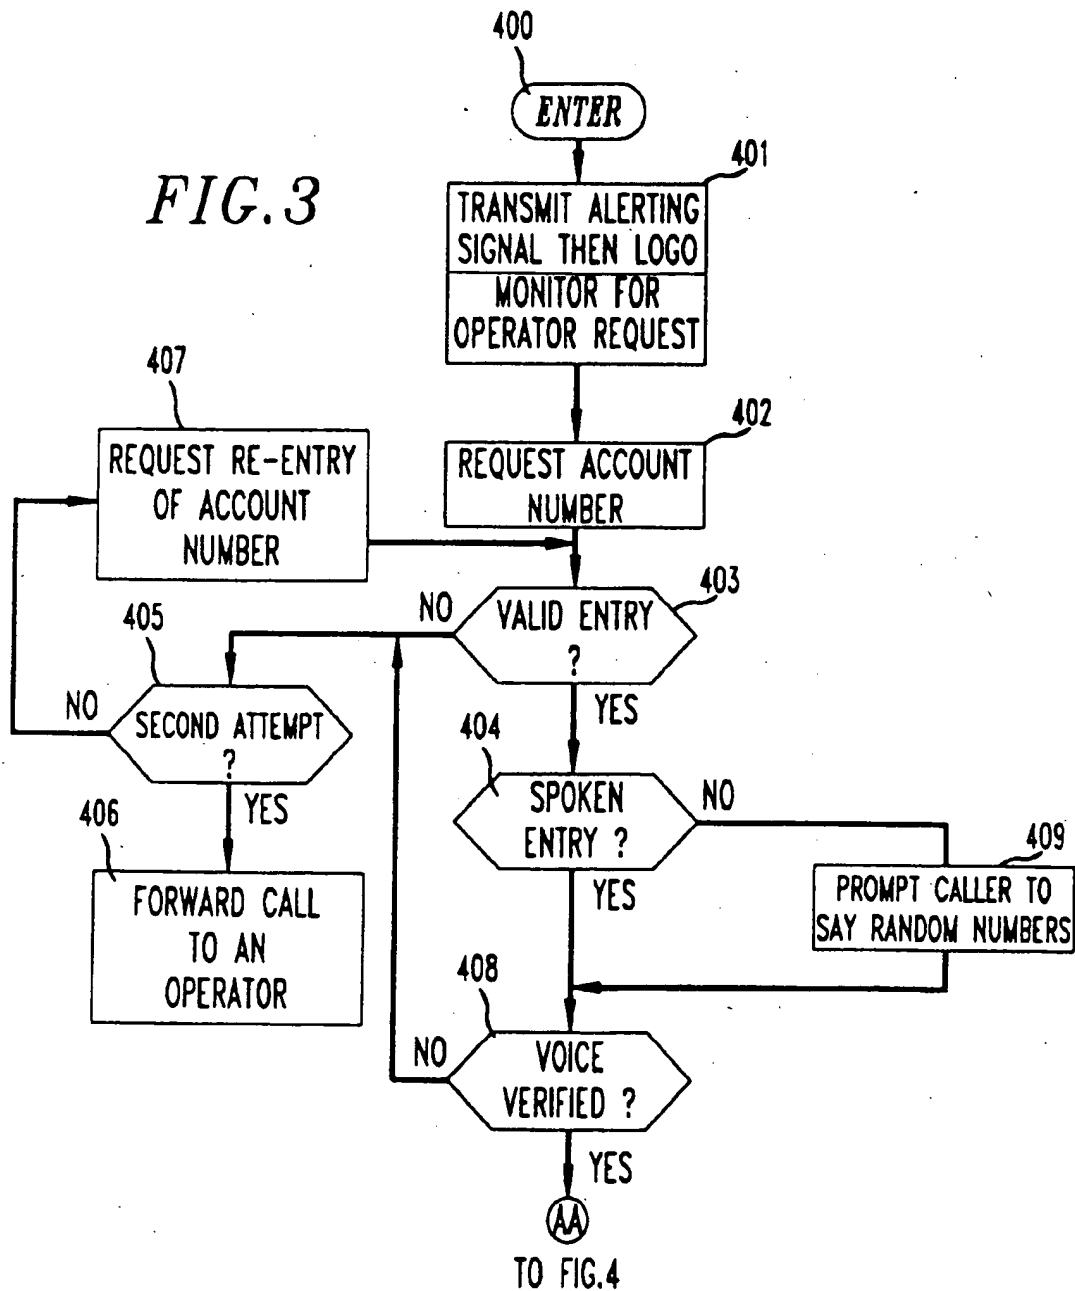 400
ENTER
FIG.3
401
TRANSMIT ALERTING
SIGNAL THEN LOGO
MONITOR FOR
OPERATOR REQUEST
407
REQUEST RE-ENTRY
OF ACCOUNT
NUMBER
402
REQUEST ACCOUNT
NUMBER
403
VALID ENTRY
?
NO
YES
405
SECOND ATTEMPT
?
NO
YES
406
FORWARD CALL
TO AN
OPERATOR
404
SPOKEN
ENTRY ?
NO
YES
409
PROMPT CALLER TO
SAY RANDOM NUMBERS
408
VOICE
VERIFIED ?
NO
YES
AA
TO FIG.4